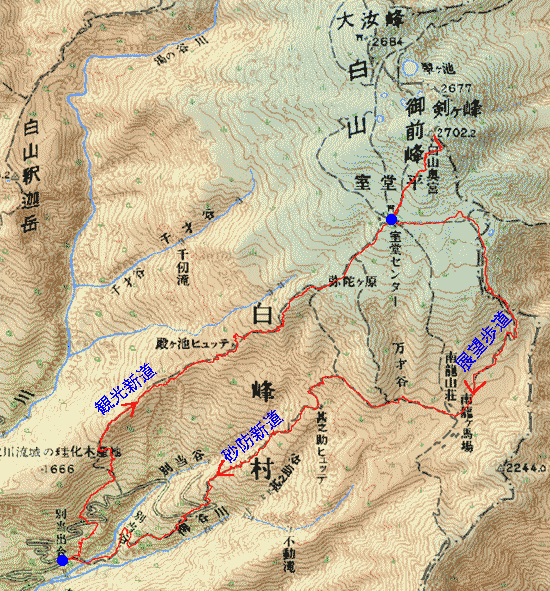 大汝峰
2684
湯の谷川
翠ヶ池
2677
白山
御前峰
剣ヶ峰
2702.2
白山奥宮
白山釈迦岳
室堂平
千才谷
千才谷
千仞滝
室堂センター
弥陀ヶ原
白峰村
殿ヶ池ヒュッテ
万才谷
南龍山荘
展望歩道
南竜ヶ馬場
観光新道
砂防新道
甚之助ヒュッテ
甚之助谷
別当谷
川流域の珪化木産地
1666
2244.0
柳谷川
不動滝
別当出合